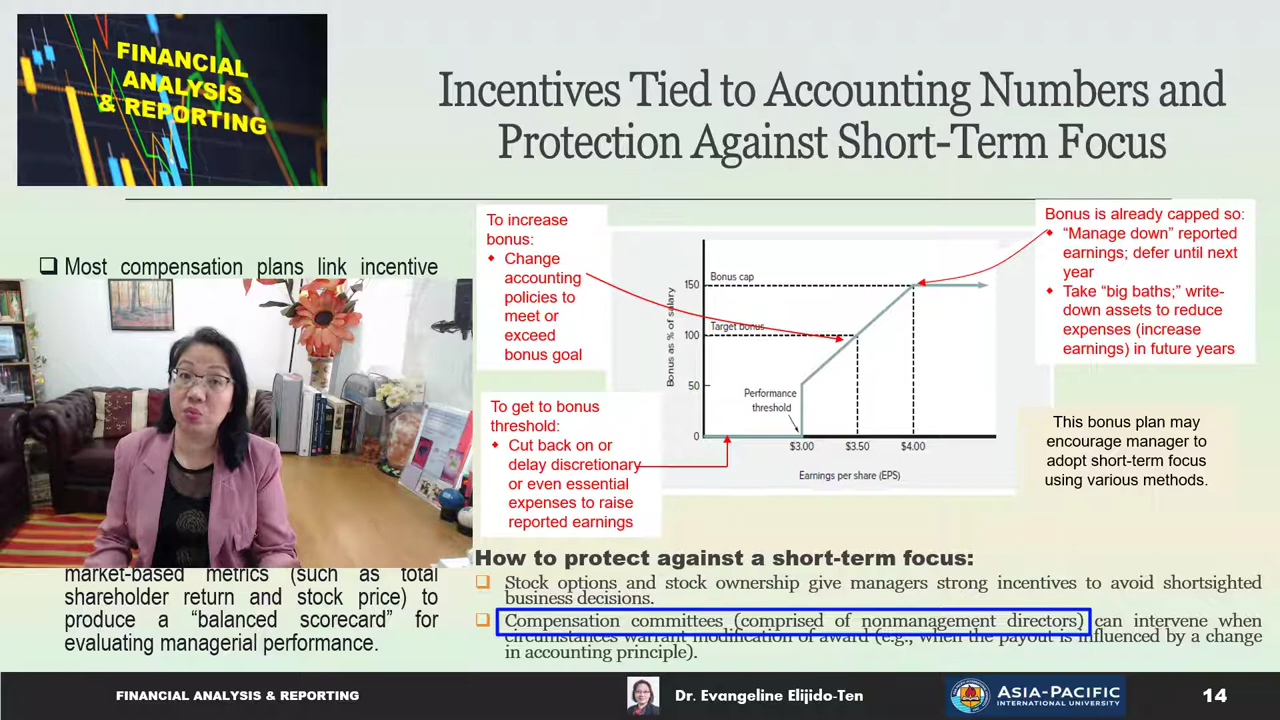 FINANCIAL
ANALYSIS
& REPORTING
Incentives Tied to Accounting Numbers and
Protection Against Short-Term Focus
❑ Most compensation plans link incentive
market-based metrics (such as total
shareholder return and stock price) to
produce a “balanced scorecard” for
evaluating managerial performance.
To increase
bonus:
Change
accounting
policies to
meet or
exceed
bonus goal
To get to bonus
threshold:
Cut back on or
delay discretionary
or even essential
expenses to raise
reported earnings
Bonus as % of salary
150
100
50
0
Bonus cap
Target bonus
Performance
threshold
$3.00
$3.50
$4.00
Earnings per share (EPS)
Bonus is already capped so:
“Manage down” reported
earnings; defer until next
year
Take “big baths;” write-
down assets to reduce
expenses (increase
earnings) in future years
This bonus plan may
encourage manager to
adopt short-term focus
using various methods.
How to protect against a short-term focus:
❑ Stock options and stock ownership give managers strong incentives to avoid shortsighted
business decisions.
❑ Compensation committees (comprised of nonmanagement directors) can intervene when
circumstances warrant modification of award (e.g., when the payout is influenced by a change
in accounting principle).
FINANCIAL ANALYSIS & REPORTING
Dr. Evangeline Elijido-Ten
ASIA-PACIFIC
INTERNATIONAL UNIVERSITY
14